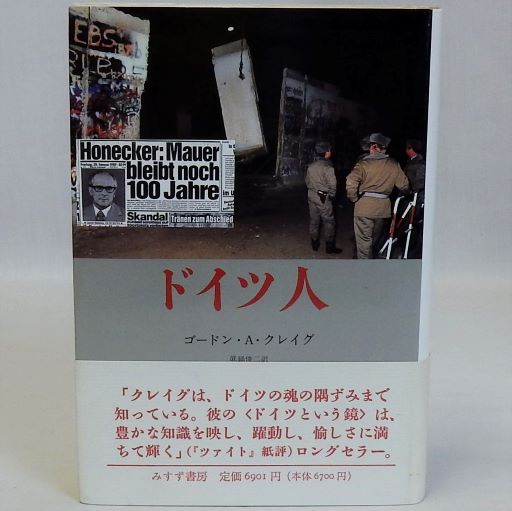 EBS
Honecker: Mauer
bleibt noch
100 Jahre
Skandal
Tränen zum Abschied
ドイツ人
ゴードン・A・クレイグ
眞鍋俊二訳
「クレイグは、ドイツの魂の隅ずみまで
知っている。彼の〈ドイツという鏡〉は、
豊かな知識を映し、躍動し、愉しさに満
ちて輝く」(『ツァイト』紙評)ロングセラー。
みすず書房 定価6901円(本体6700円)